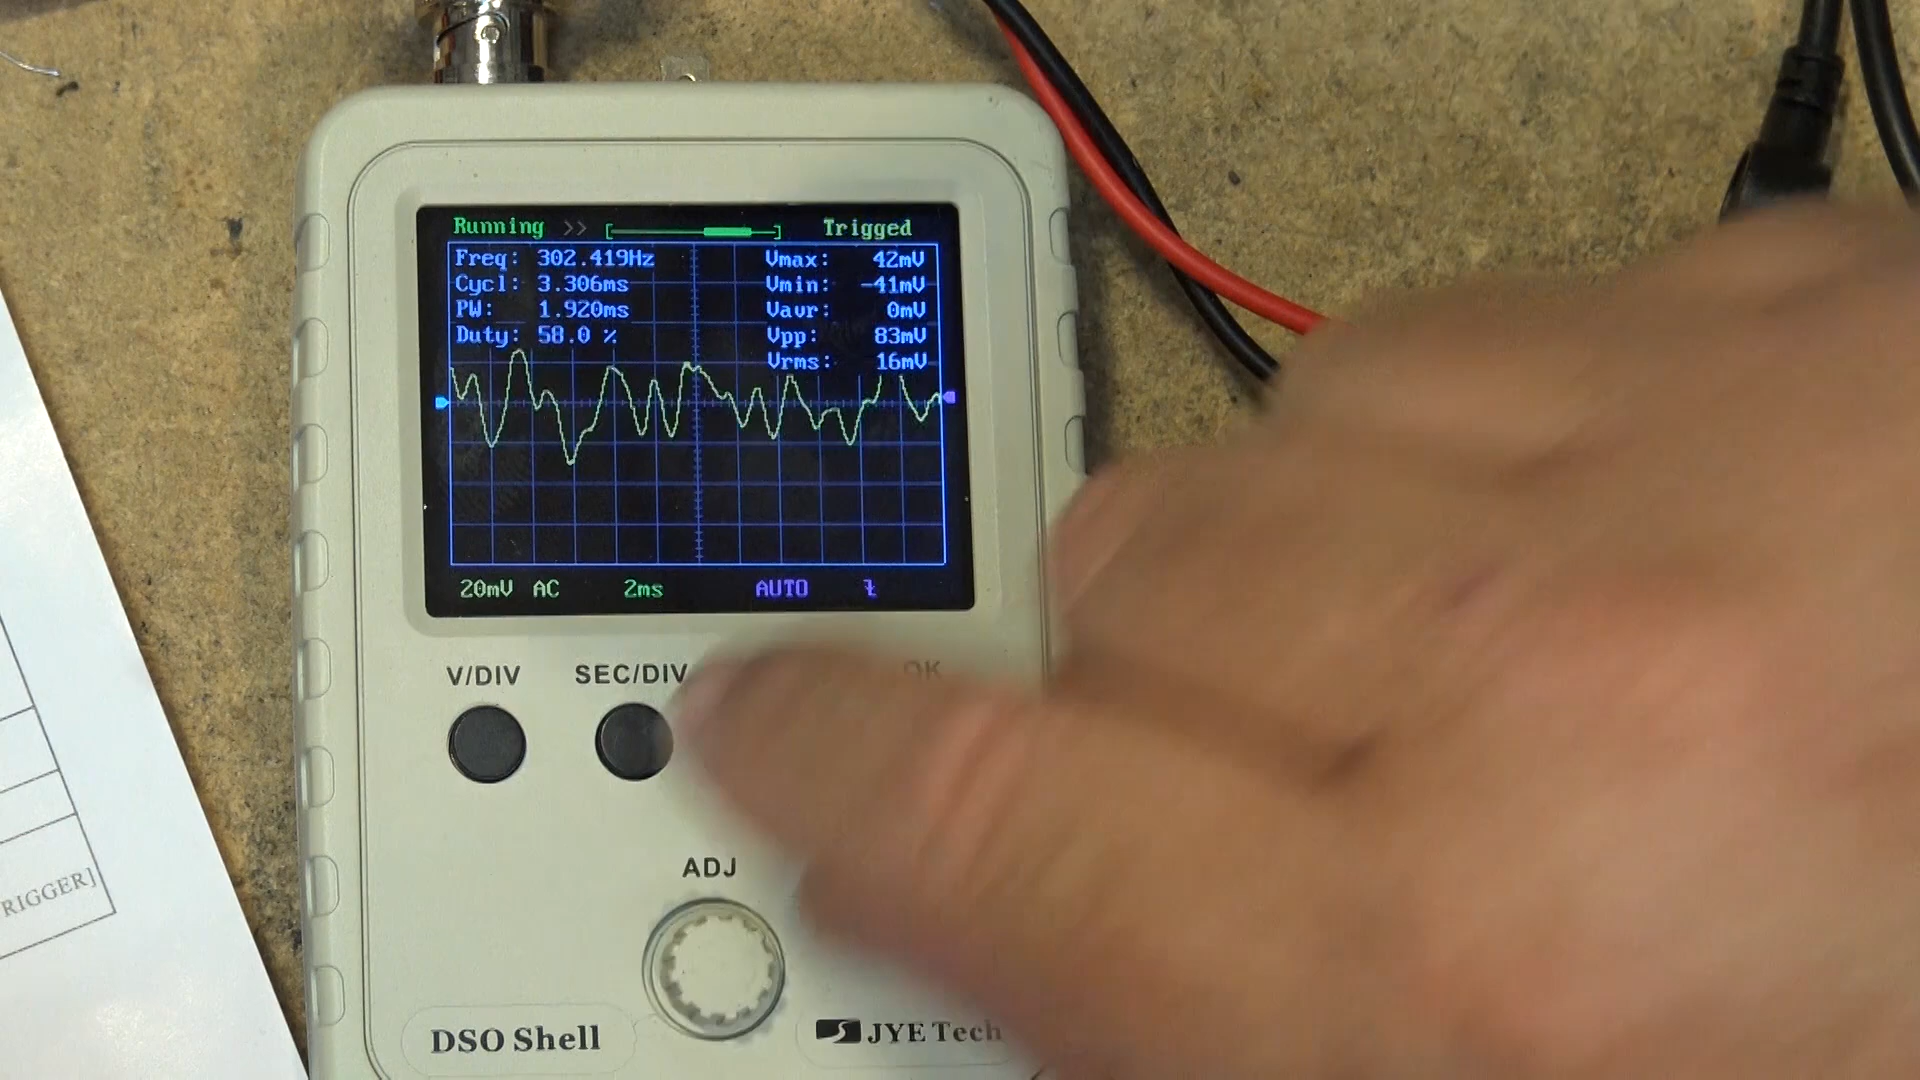 Running >> Trigged
Freq: 302.419Hz Vmax: 42mV
Cycl: 3.306ms Vmin: -41mV
PW: 1.920ms Vavr: 0mV
Duty: 58.0 % Vpp: 83mV
Vrms: 16mV
20mV AC 2ms AUTO
V/DIV SEC/DIV OK
ADJ
RIGGER]
DSO Shell JYE Tech